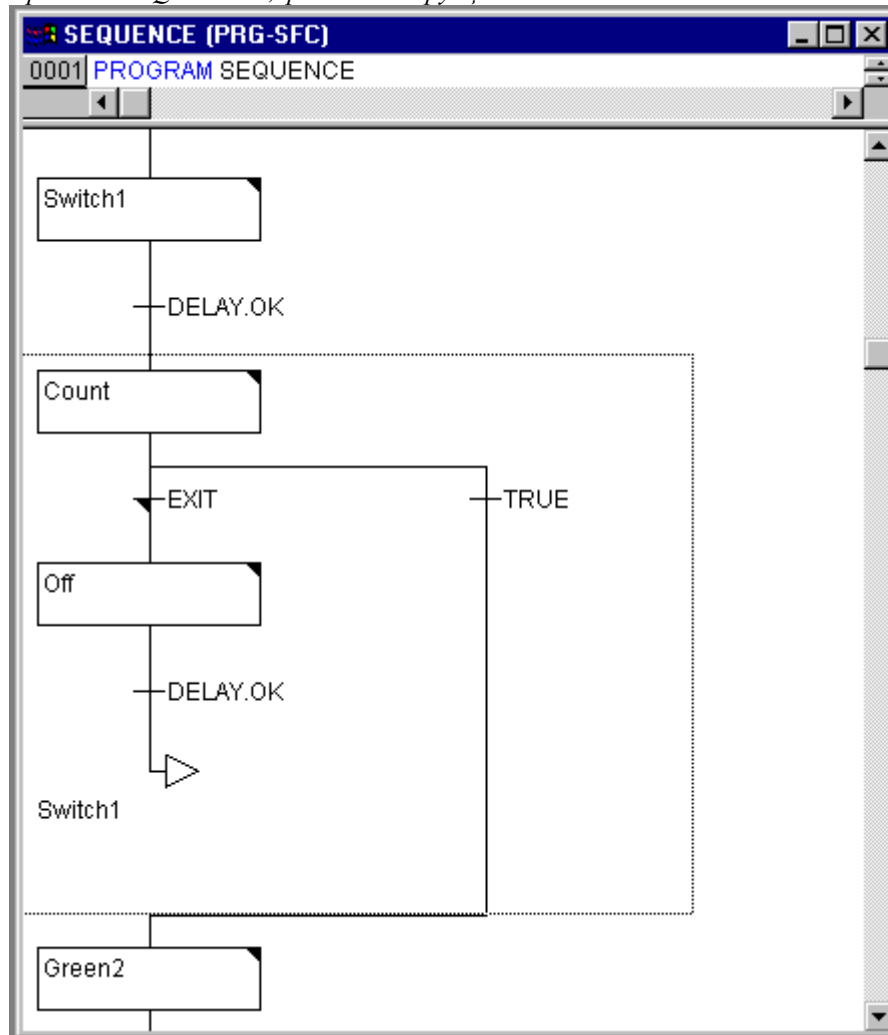 SEQUENCE (PRG-SFC)
0001 PROGRAM SEQUENCE
Switch1
DELAY.OK
Count
EXIT TRUE
Off
DELAY.OK
Switch1
Green2